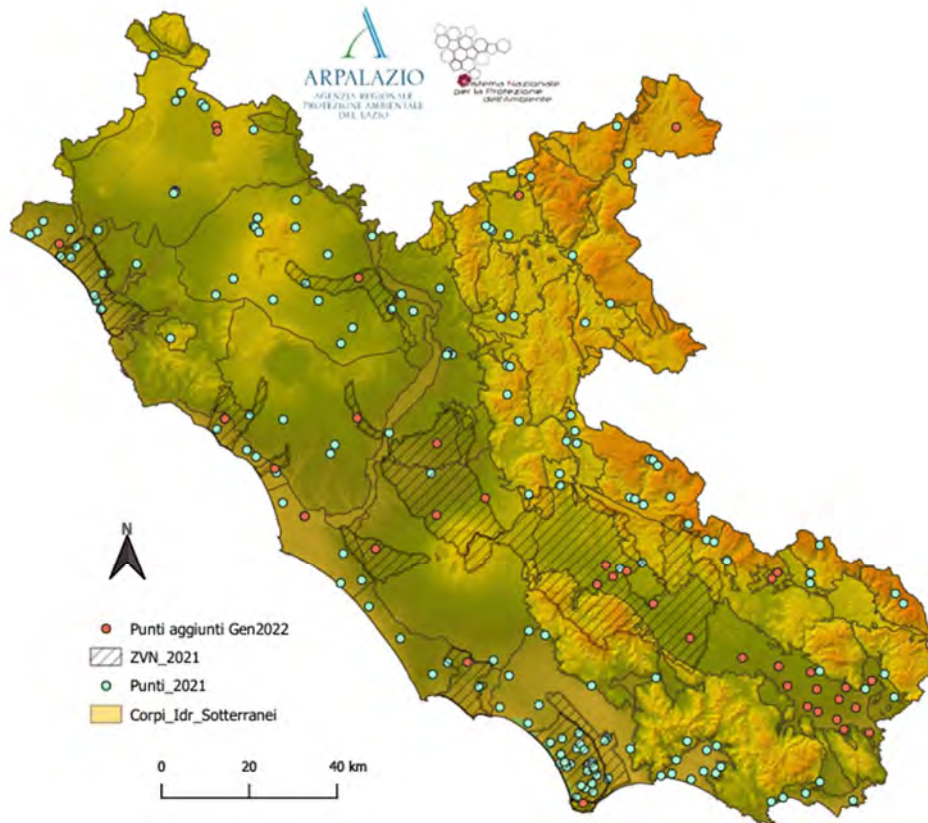 ARPALAZIO
AGENZIA REGIONALE
PROTEZIONE AMBIENTALE
DEL LAZIO
Sistema Nazionale
per la Protezione
dell'Ambiente
N
Punti aggiunti Gen2022
ZVN_2021
Punti_2021
Corpi_Idr_Sotterranei
0 20 40 km